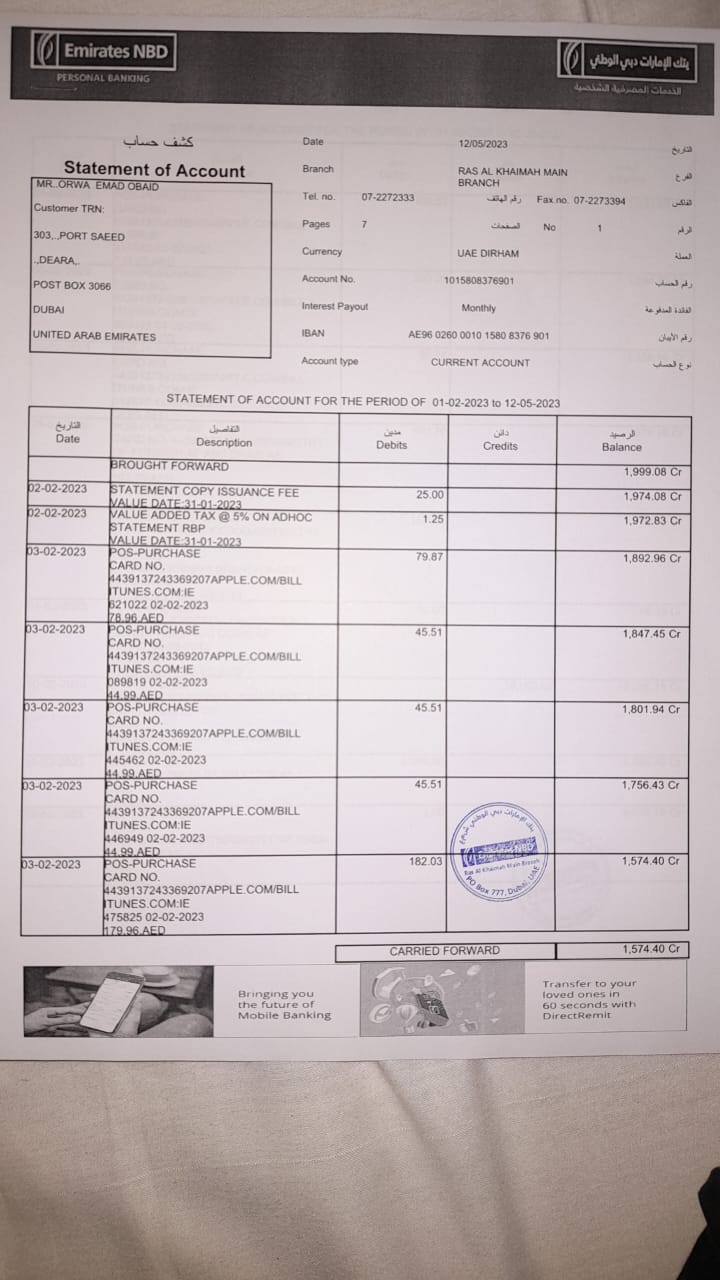 Emirates NBD
PERSONAL BANKING
بنك الإمارات دبي الوطني
الخدمات المصرفية الشخصية
كشف حساب
Statement of Account
MR..ORWA EMAD OBAID
Customer TRN:
303,.,PORT SAEED
.,DEARA,.
POST BOX 3066
DUBAI
UNITED ARAB EMIRATES
Date 12/05/2023 التاريخ
Branch RAS AL KHAIMAH MAIN BRANCH الفرع
Tel. no. 07-2272333 رقم الهاتف Fax.no. 07-2273394 الفاكس
Pages 7 الصفحات No 1 الرقم
Currency UAE DIRHAM العملة
Account No. 1015808376901 رقم الحساب
Interest Payout Monthly الفائدة المدفوعة
IBAN AE96 0260 0010 1580 8376 901 رقم الأيبان
Account type CURRENT ACCOUNT نوع الحساب
STATEMENT OF ACCOUNT FOR THE PERIOD OF 01-02-2023 to 12-05-2023
التاريخ التفاصيل مدين دائن الرصيد
Date Description Debits Credits Balance
BROUGHT FORWARD 1,999.08 Cr
02-02-2023 STATEMENT COPY ISSUANCE FEE 25.00 1,974.08 Cr
VALUE DATE:31-01-2023
02-02-2023 VALUE ADDED TAX @ 5% ON ADHOC 1.25 1,972.83 Cr
STATEMENT RBP
VALUE DATE:31-01-2023
03-02-2023 POS-PURCHASE 79.87 1,892.96 Cr
CARD NO.
4439137243369207APPLE.COM/BILL
ITUNES.COM:IE
621022 02-02-2023
78.96,AED
03-02-2023 POS-PURCHASE 45.51 1,847.45 Cr
CARD NO.
4439137243369207APPLE.COM/BILL
ITUNES.COM:IE
089819 02-02-2023
44.99,AED
03-02-2023 POS-PURCHASE 45.51 1,801.94 Cr
CARD NO.
4439137243369207APPLE.COM/BILL
ITUNES.COM:IE
445462 02-02-2023
44.99,AED
03-02-2023 POS-PURCHASE 45.51 1,756.43 Cr
CARD NO.
4439137243369207APPLE.COM/BILL
ITUNES.COM:IE
446949 02-02-2023
44.99,AED
03-02-2023 POS-PURCHASE 182.03 1,574.40 Cr
CARD NO.
4439137243369207APPLE.COM/BILL
ITUNES.COM:IE
475825 02-02-2023
179.96,AED
بنك الإمارات دبي الوطني
Emirates NBD
Ras Al Khaimah Main Branch
PO Box 777, Dubai, UAE
CARRIED FORWARD 1,574.40 Cr
Bringing you
the future of
Mobile Banking
Transfer to your
loved ones in
60 seconds with
DirectRemit